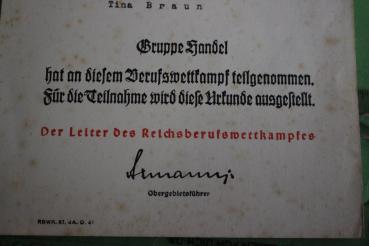 Tina Braun
Gruppe Handel
hat an diesem Berufswettkampf teilgenommen.
Für die Teilnahme wird diese Urkunde ausgestellt.
Der Leiter des Reichsberufswettkampfes
Obergebietsführer